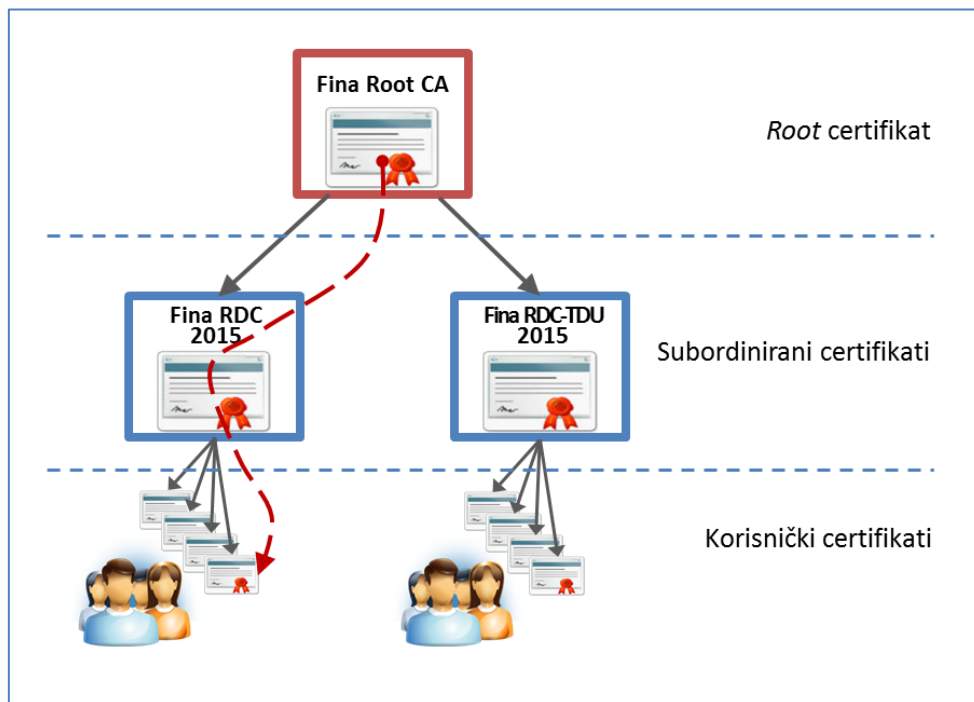 Fina Root CA
Root certifikat
Fina RDC
2015
Fina RDC-TDU
2015
Subordinirani certifikati
Korisnički certifikati